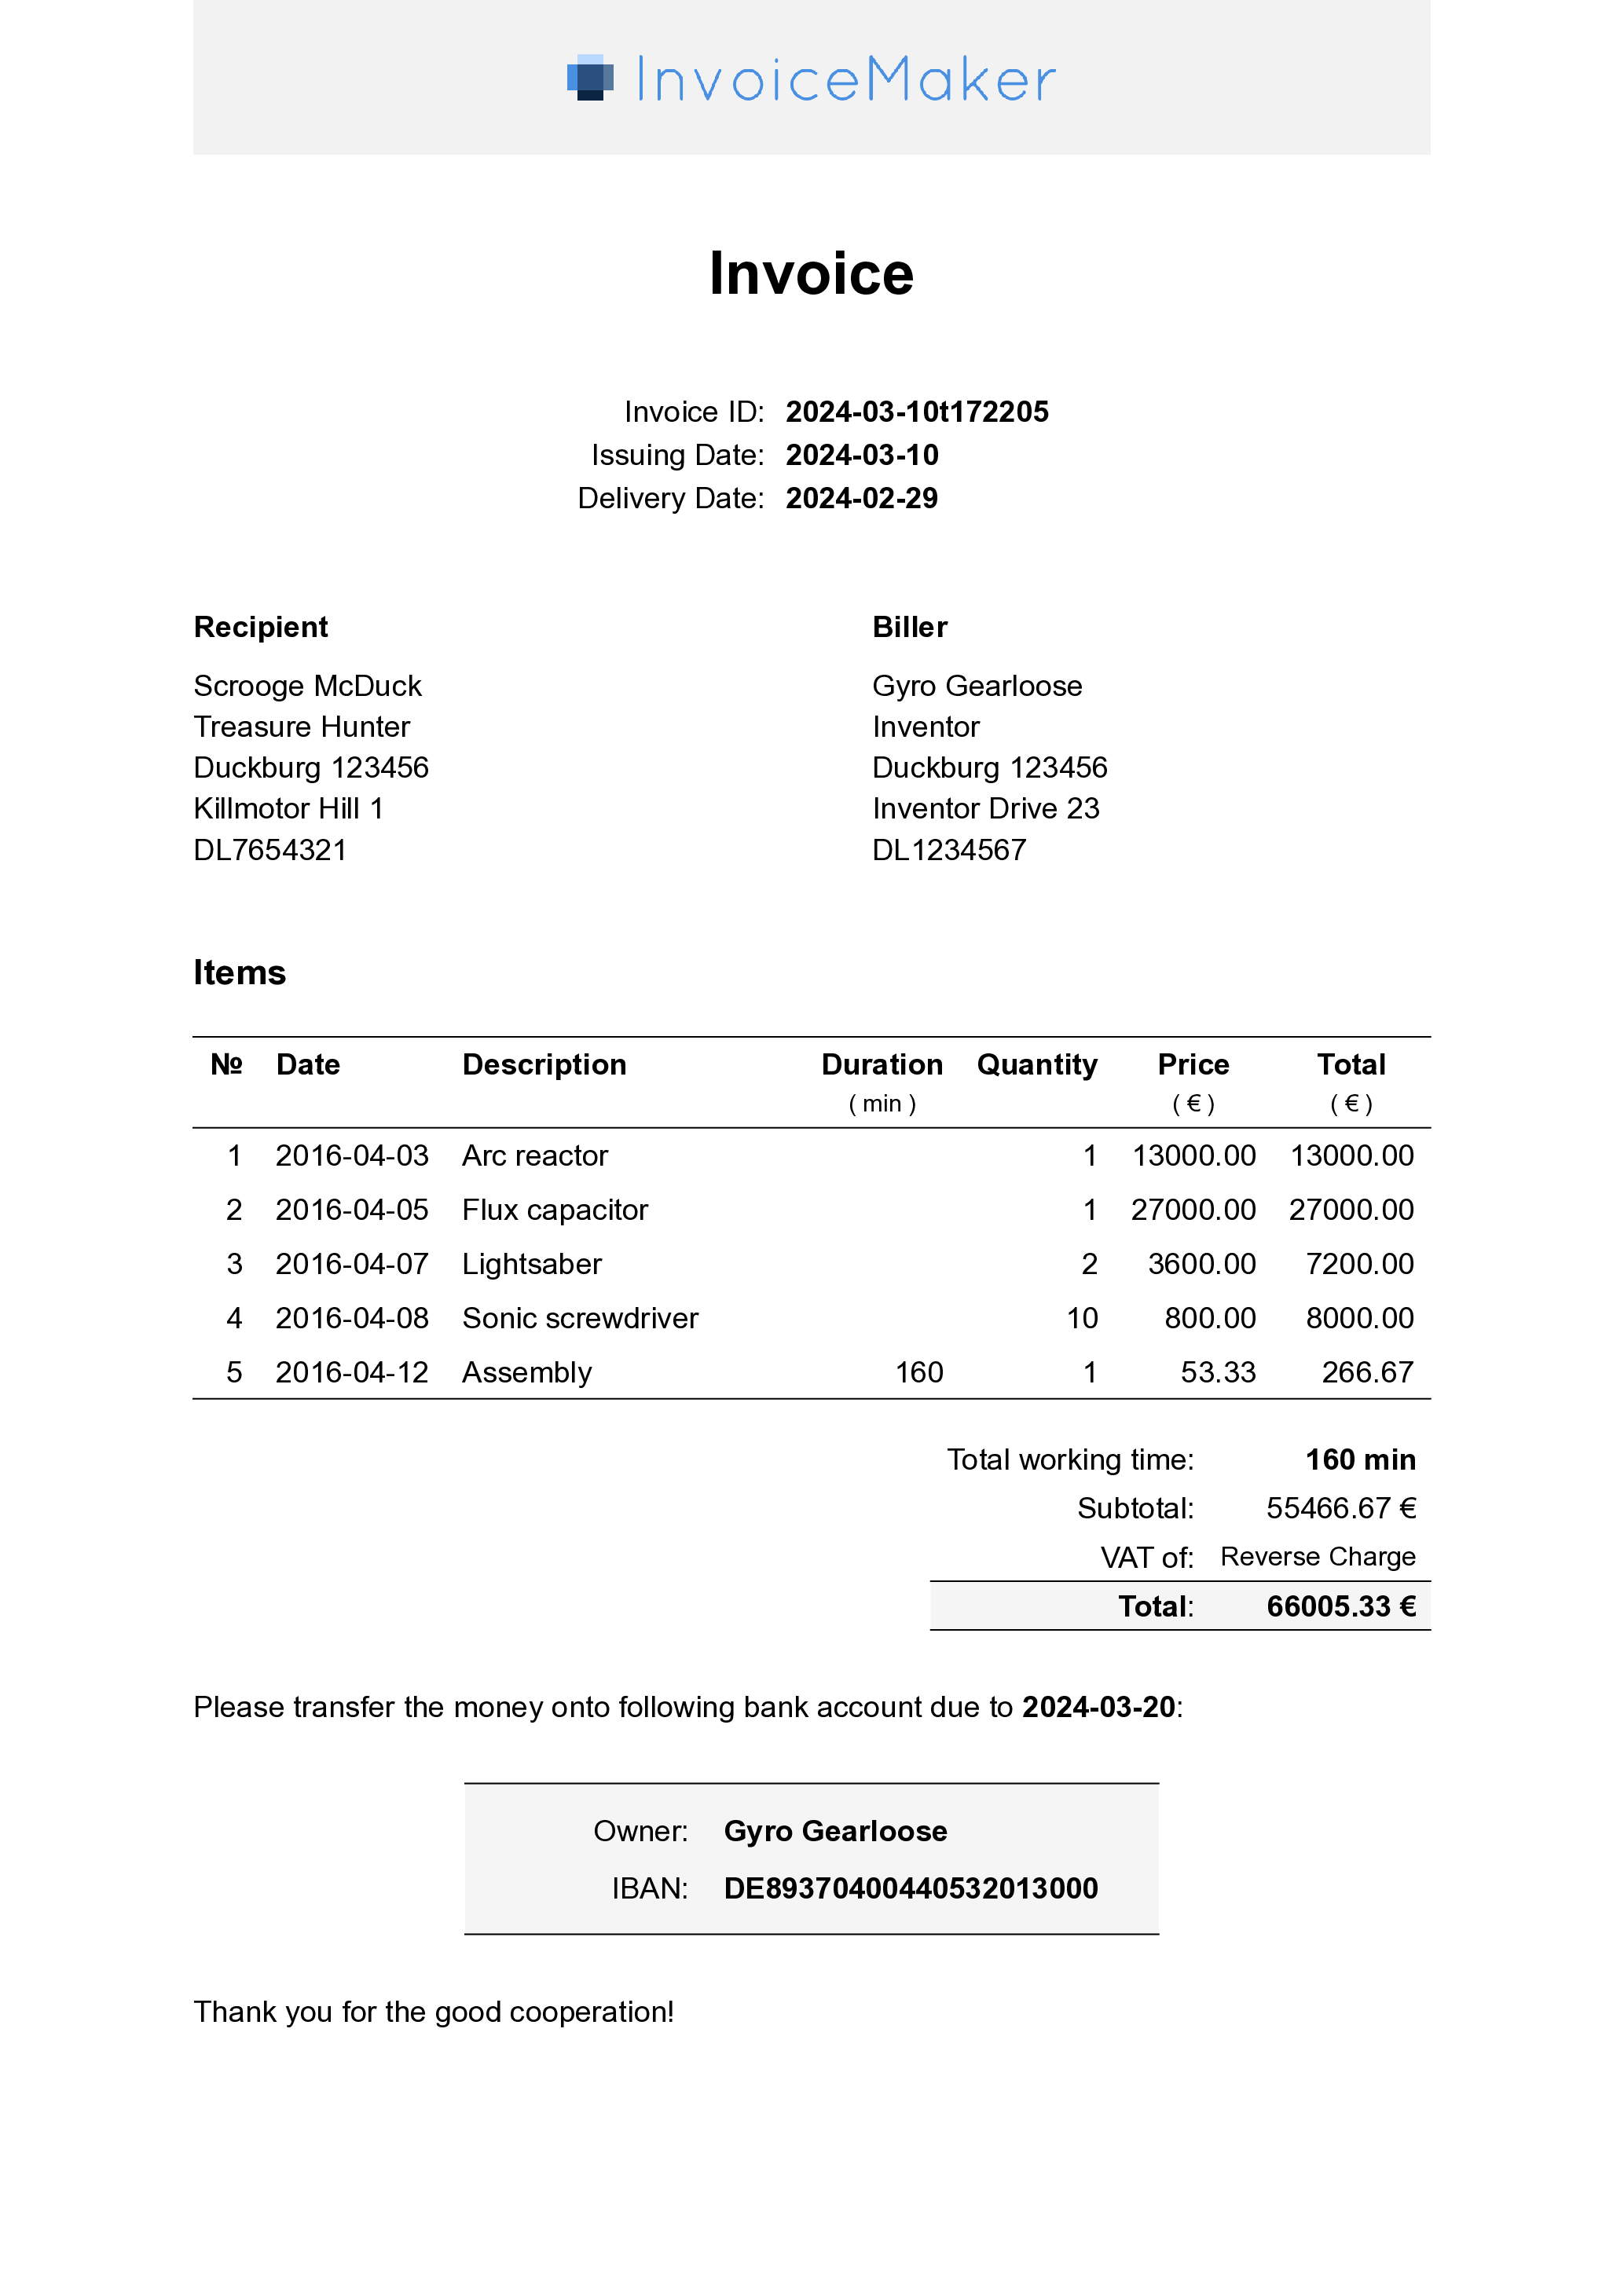 InvoiceMaker
Invoice
Invoice ID: 2024-03-10t172205
Issuing Date: 2024-03-10
Delivery Date: 2024-02-29
Recipient
Scrooge McDuck
Treasure Hunter
Duckburg 123456
Killmotor Hill 1
DL7654321
Biller
Gyro Gearloose
Inventor
Duckburg 123456
Inventor Drive 23
DL1234567
Items
№ Date Description Duration Quantity Price Total
( min ) ( € ) ( € )
1 2016-04-03 Arc reactor 1 13000.00 13000.00
2 2016-04-05 Flux capacitor 1 27000.00 27000.00
3 2016-04-07 Lightsaber 2 3600.00 7200.00
4 2016-04-08 Sonic screwdriver 10 800.00 8000.00
5 2016-04-12 Assembly 160 1 53.33 266.67
Total working time: 160 min
Subtotal: 55466.67 €
VAT of: Reverse Charge
Total: 66005.33 €
Please transfer the money onto following bank account due to 2024-03-20:
Owner: Gyro Gearloose
IBAN: DE89370400440532013000
Thank you for the good cooperation!